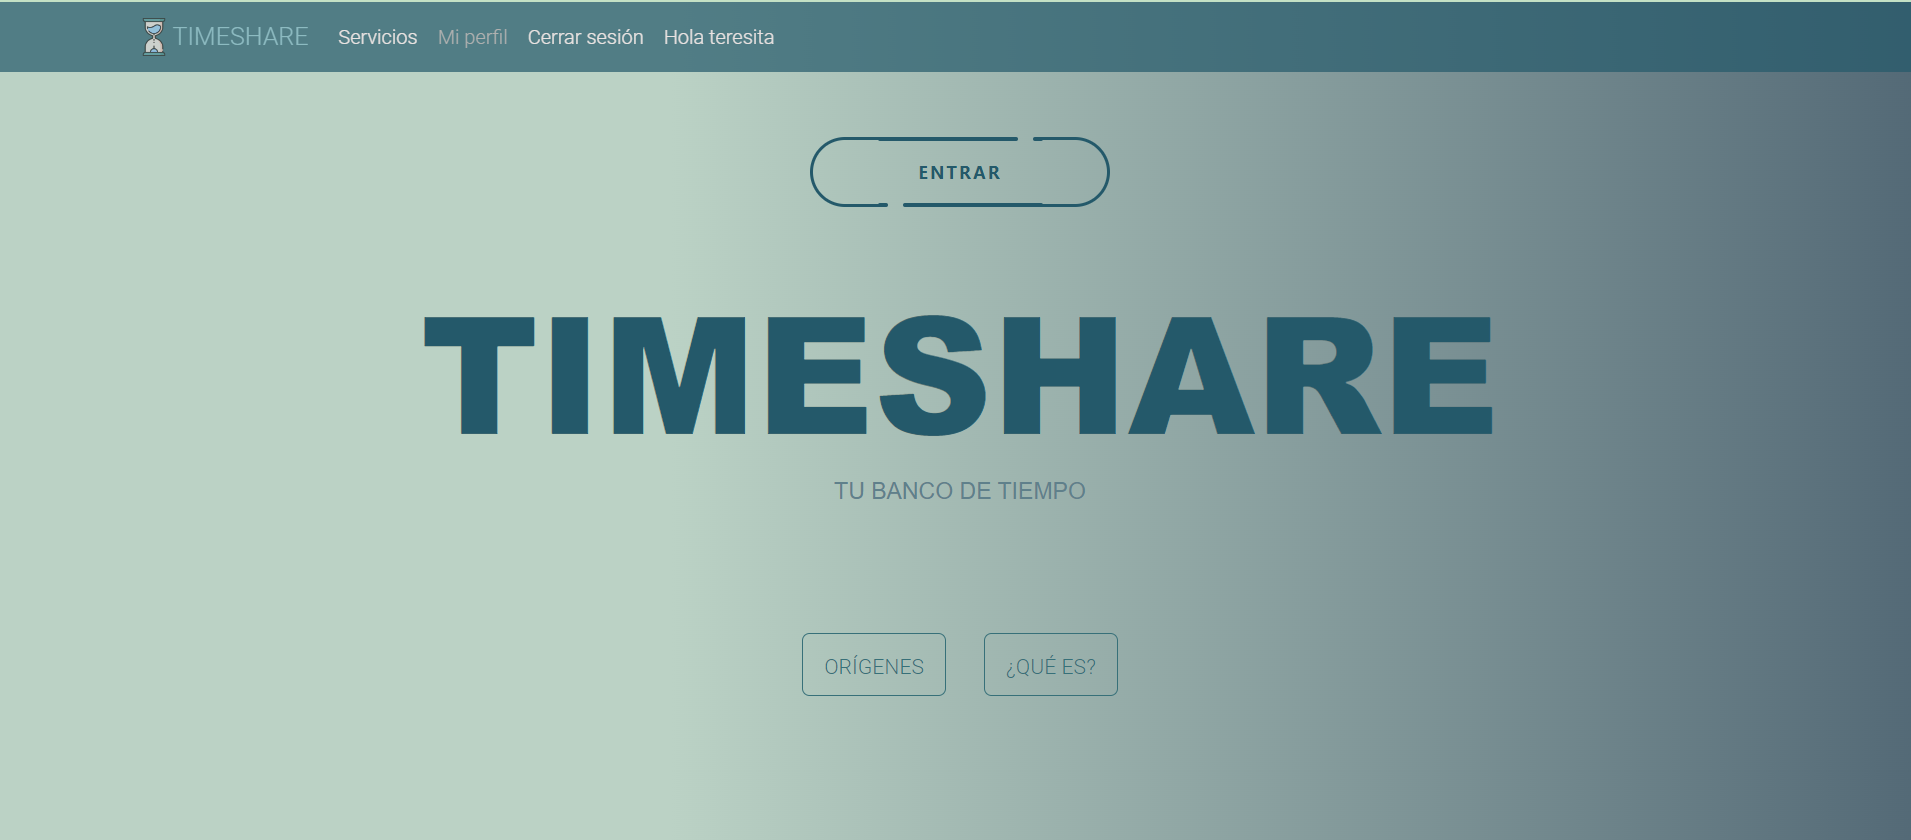 TIMESHARE Servicios Mi perfil Cerrar sesión Hola teresita
ENTRAR
TIMESHARE
TU BANCO DE TIEMPO
ORÍGENES ¿QUÉ ES?